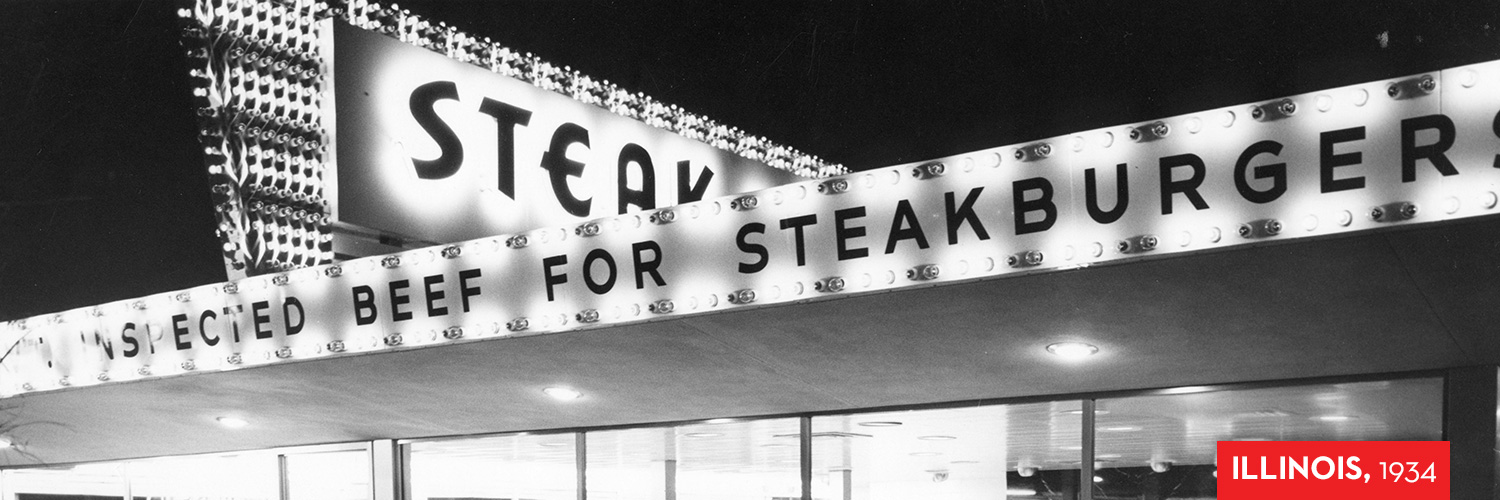 STEAK
INSPECTED BEEF FOR STEAKBURGERS
ILLINOIS, 1934